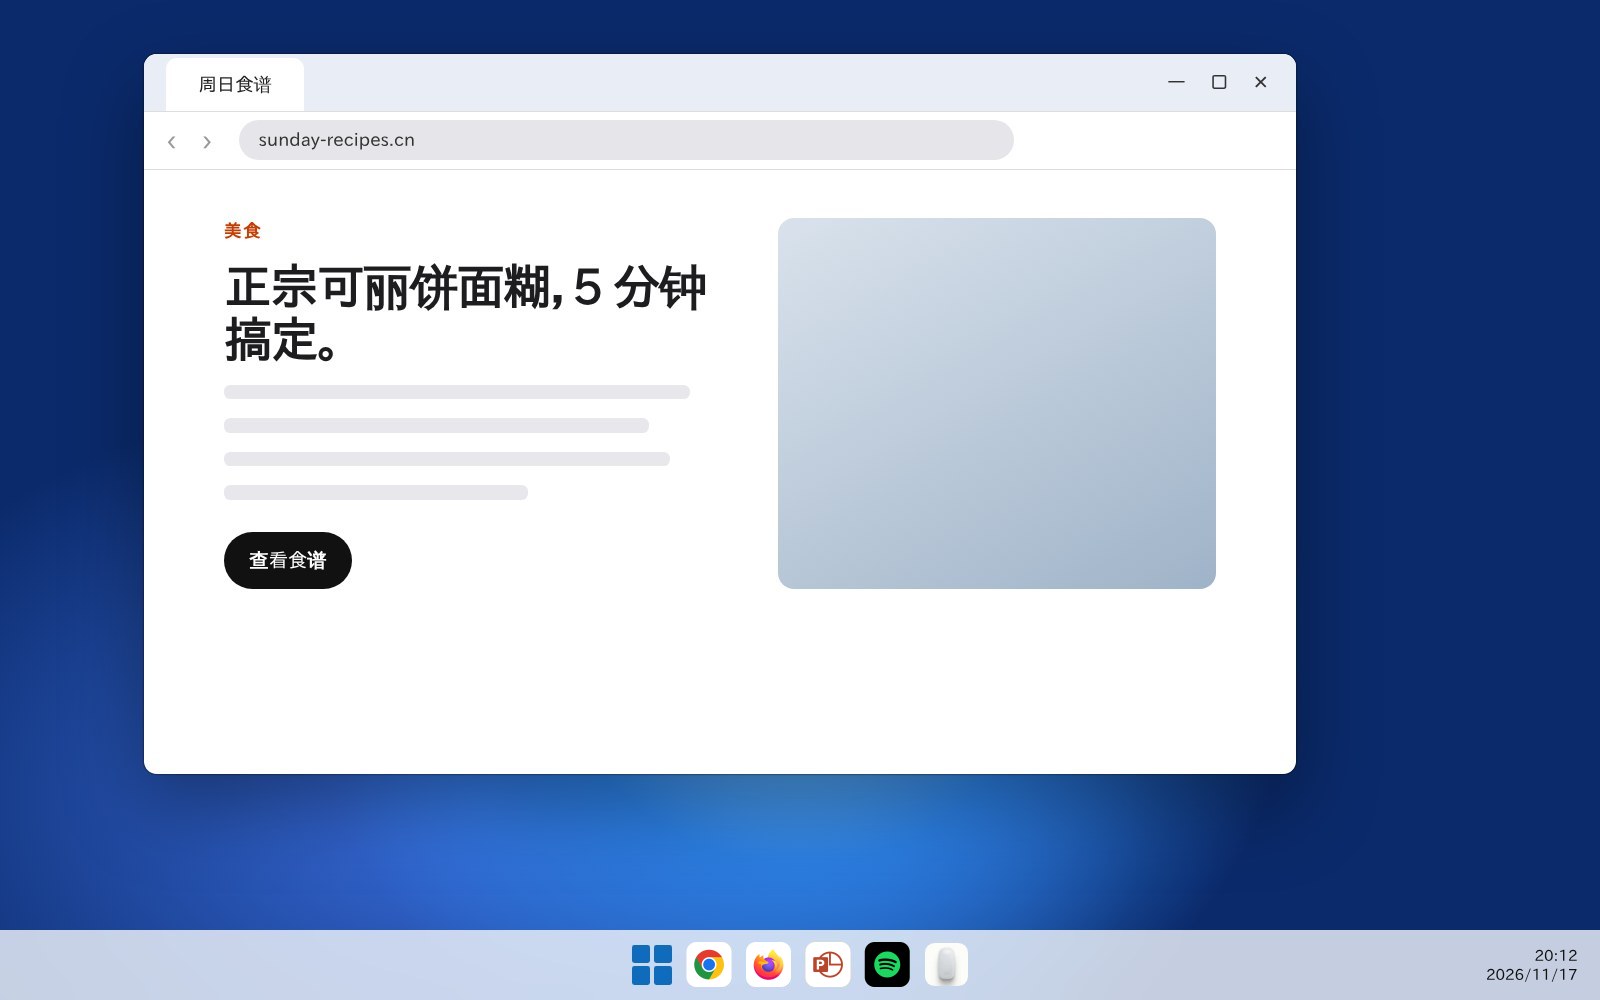 周日食谱
sunday-recipes.cn
美食
正宗可丽饼面糊, 5 分钟
搞定。
查看食谱
P
20:12
2026/11/17